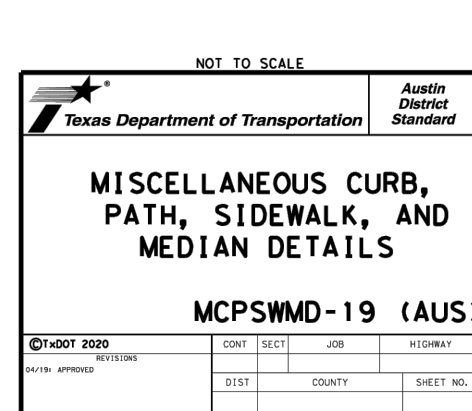 NOT TO SCALE
®
Texas Department of Transportation
Austin
District
Standard
MISCELLANEOUS CURB,
PATH, SIDEWALK, AND
MEDIAN DETAILS
MCPSWMD-19 (AUS
©TxDOT 2020
CONT SECT JOB HIGHWAY
REVISIONS
04/19: APPROVED
DIST COUNTY SHEET NO.